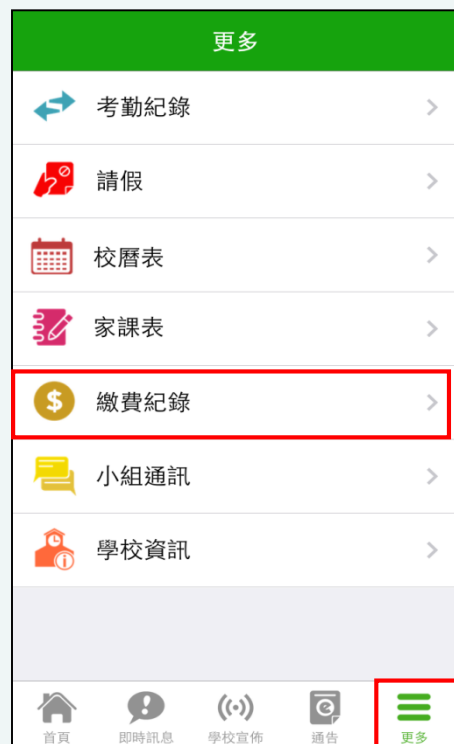 更多
考勤紀錄
請假
校曆表
家課表
繳費紀錄
小組通訊
學校資訊
首頁
即時訊息
學校宣佈
通告
更多